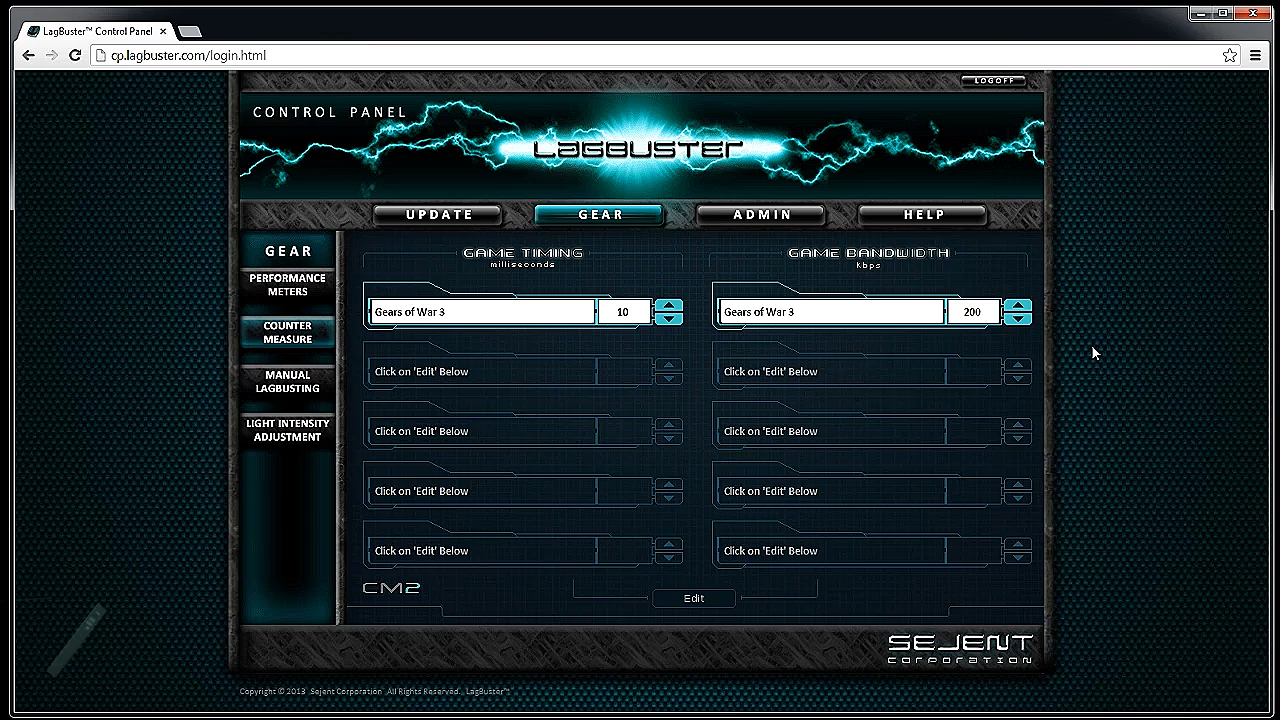 LagBuster™ Control Panel
cp.lagbuster.com/login.html
LOGOFF
CONTROL PANEL
LAGBUSTER
UPDATE GEAR ADMIN HELP
GEAR
PERFORMANCE
METERS
COUNTER
MEASURE
MANUAL
LAGBUSTING
LIGHT INTENSITY
ADJUSTMENT
GAME TIMING
milliseconds
GAME BANDWIDTH
kbps
Gears of War 3 10 Gears of War 3 200
Click on 'Edit' Below Click on 'Edit' Below
Click on 'Edit' Below Click on 'Edit' Below
Click on 'Edit' Below Click on 'Edit' Below
Click on 'Edit' Below Click on 'Edit' Below
CM2
Edit
SEJENT
CORPORATION
Copyright © 2013 Sejent Corporation All Rights Reserved. LagBuster™